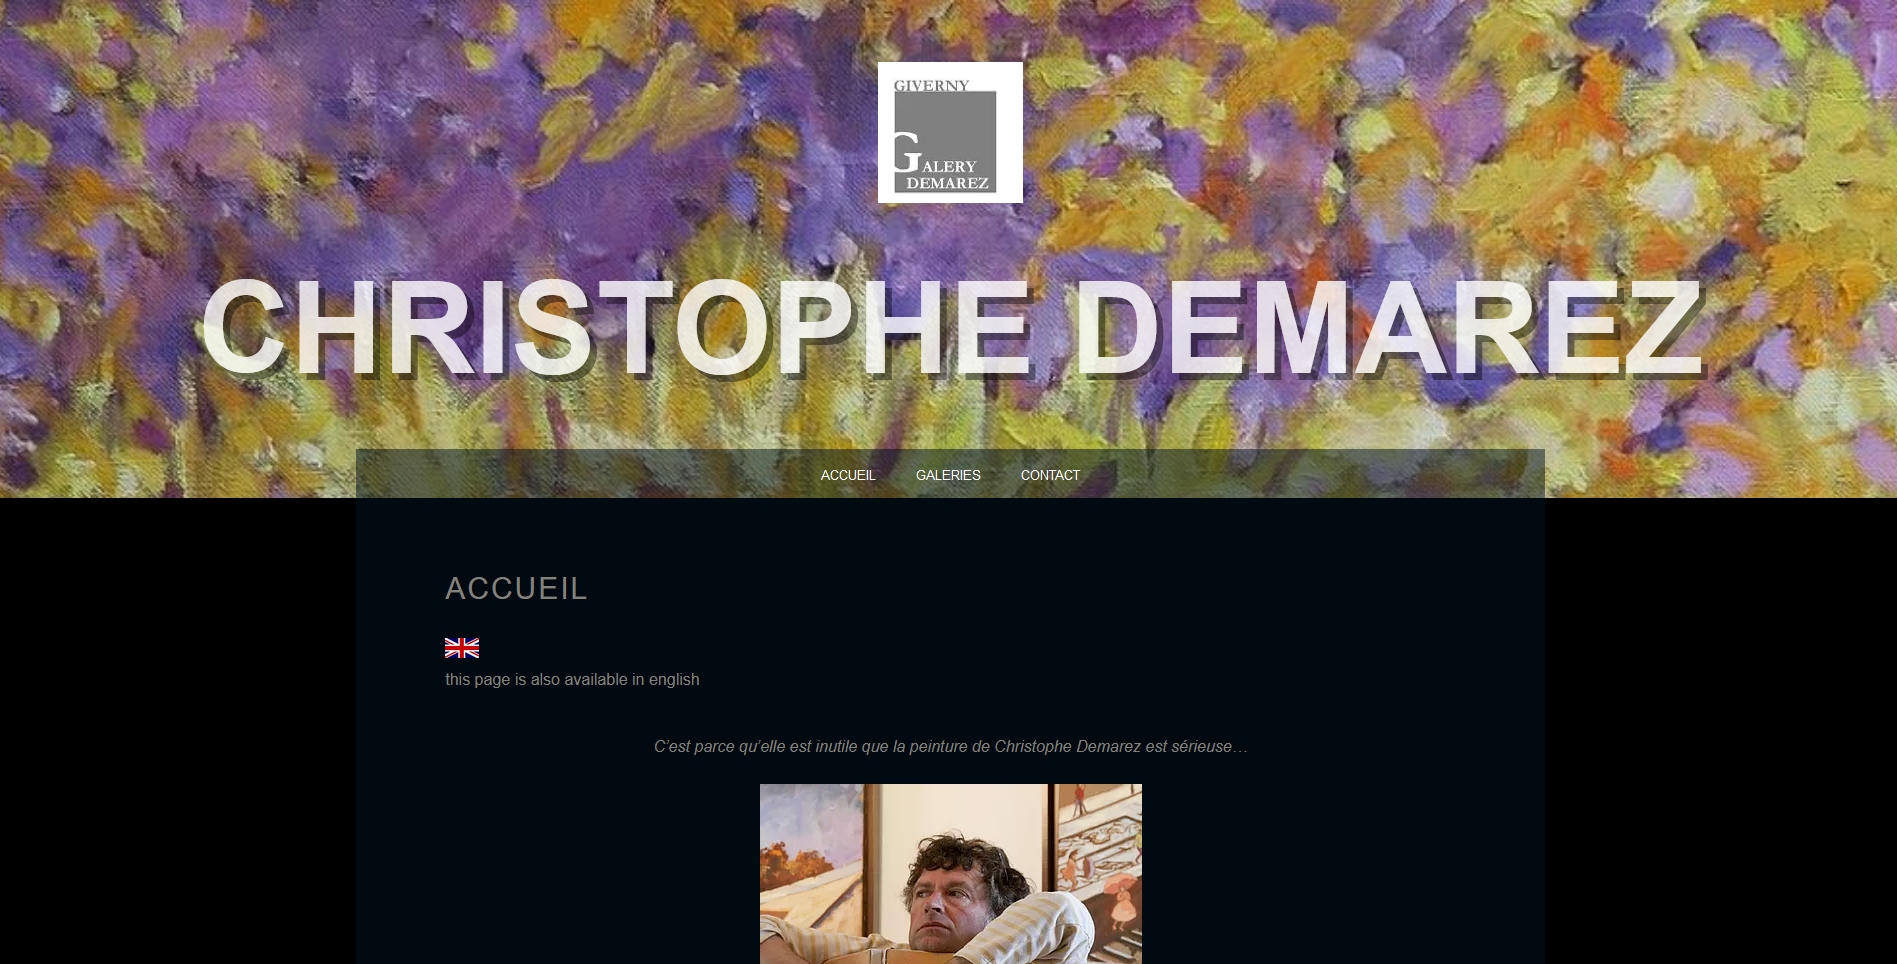 GIVERNY
GALERY
DEMAREZ
CHRISTOPHE DEMAREZ
ACCUEIL GALERIES CONTACT
ACCUEIL
this page is also available in english
C’est parce qu’elle est inutile que la peinture de Christophe Demarez est sérieuse…